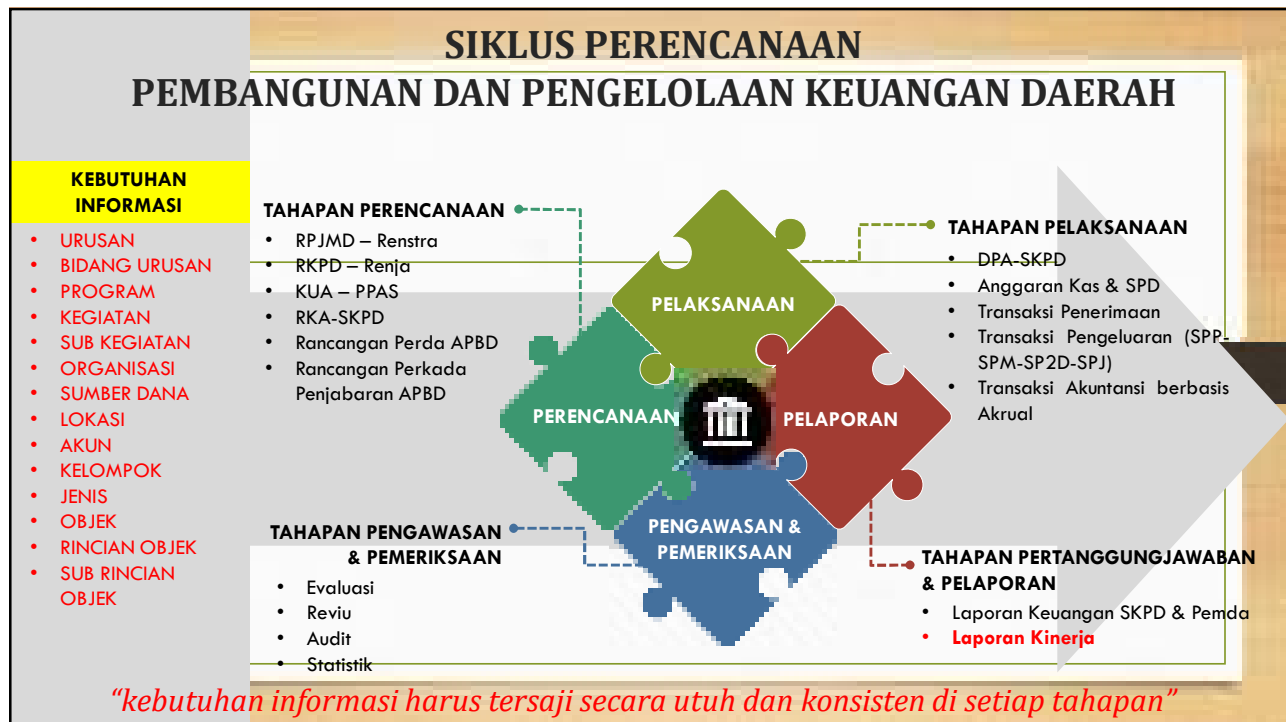 SIKLUS PERENCANAAN
PEMBANGUNAN DAN PENGELOLAAN KEUANGAN DAERAH
KEBUTUHAN
INFORMASI
• URUSAN
• BIDANG URUSAN
• PROGRAM
• KEGIATAN
• SUB KEGIATAN
• ORGANISASI
• SUMBER DANA
• LOKASI
• AKUN
• KELOMPOK
• JENIS
• OBJEK
• RINCIAN OBJEK
• SUB RINCIAN
OBJEK
TAHAPAN PERENCANAAN
• RPJMD – Renstra
• RKPD – Renja
• KUA – PPAS
• RKA-SKPD
• Rancangan Perda APBD
• Rancangan Perkada
Penjabaran APBD
PELAKSANAAN
PERENCANAAN
PELAPORAN
PENGAWASAN &
PEMERIKSAAN
TAHAPAN PELAKSANAAN
• DPA-SKPD
• Anggaran Kas & SPD
• Transaksi Penerimaan
• Transaksi Pengeluaran (SPP-
SPM-SP2D-SPJ)
• Transaksi Akuntansi berbasis
Akrual
TAHAPAN PENGAWASAN
& PEMERIKSAAN
• Evaluasi
• Reviu
• Audit
• Statistik
TAHAPAN PERTANGGUNGJAWABAN
& PELAPORAN
• Laporan Keuangan SKPD & Pemda
• Laporan Kinerja
“kebutuhan informasi harus tersaji secara utuh dan konsisten di setiap tahapan”